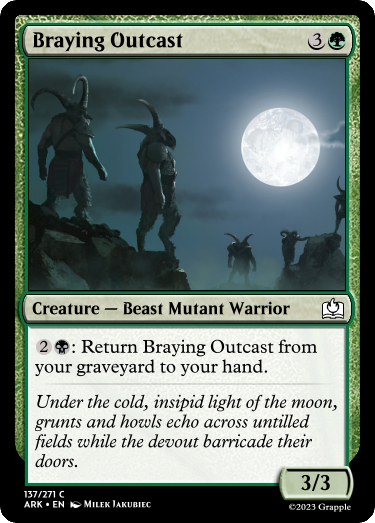 Braying Outcast 3
Creature — Beast Mutant Warrior
2: Return Braying Outcast from
your graveyard to your hand.
Under the cold, insipid light of the moon,
grunts and howls echo across untilled
fields while the devout barricade their
doors.
3/3
137/271 C
ARK • EN Milek Jakubiec
©2023 Grapple